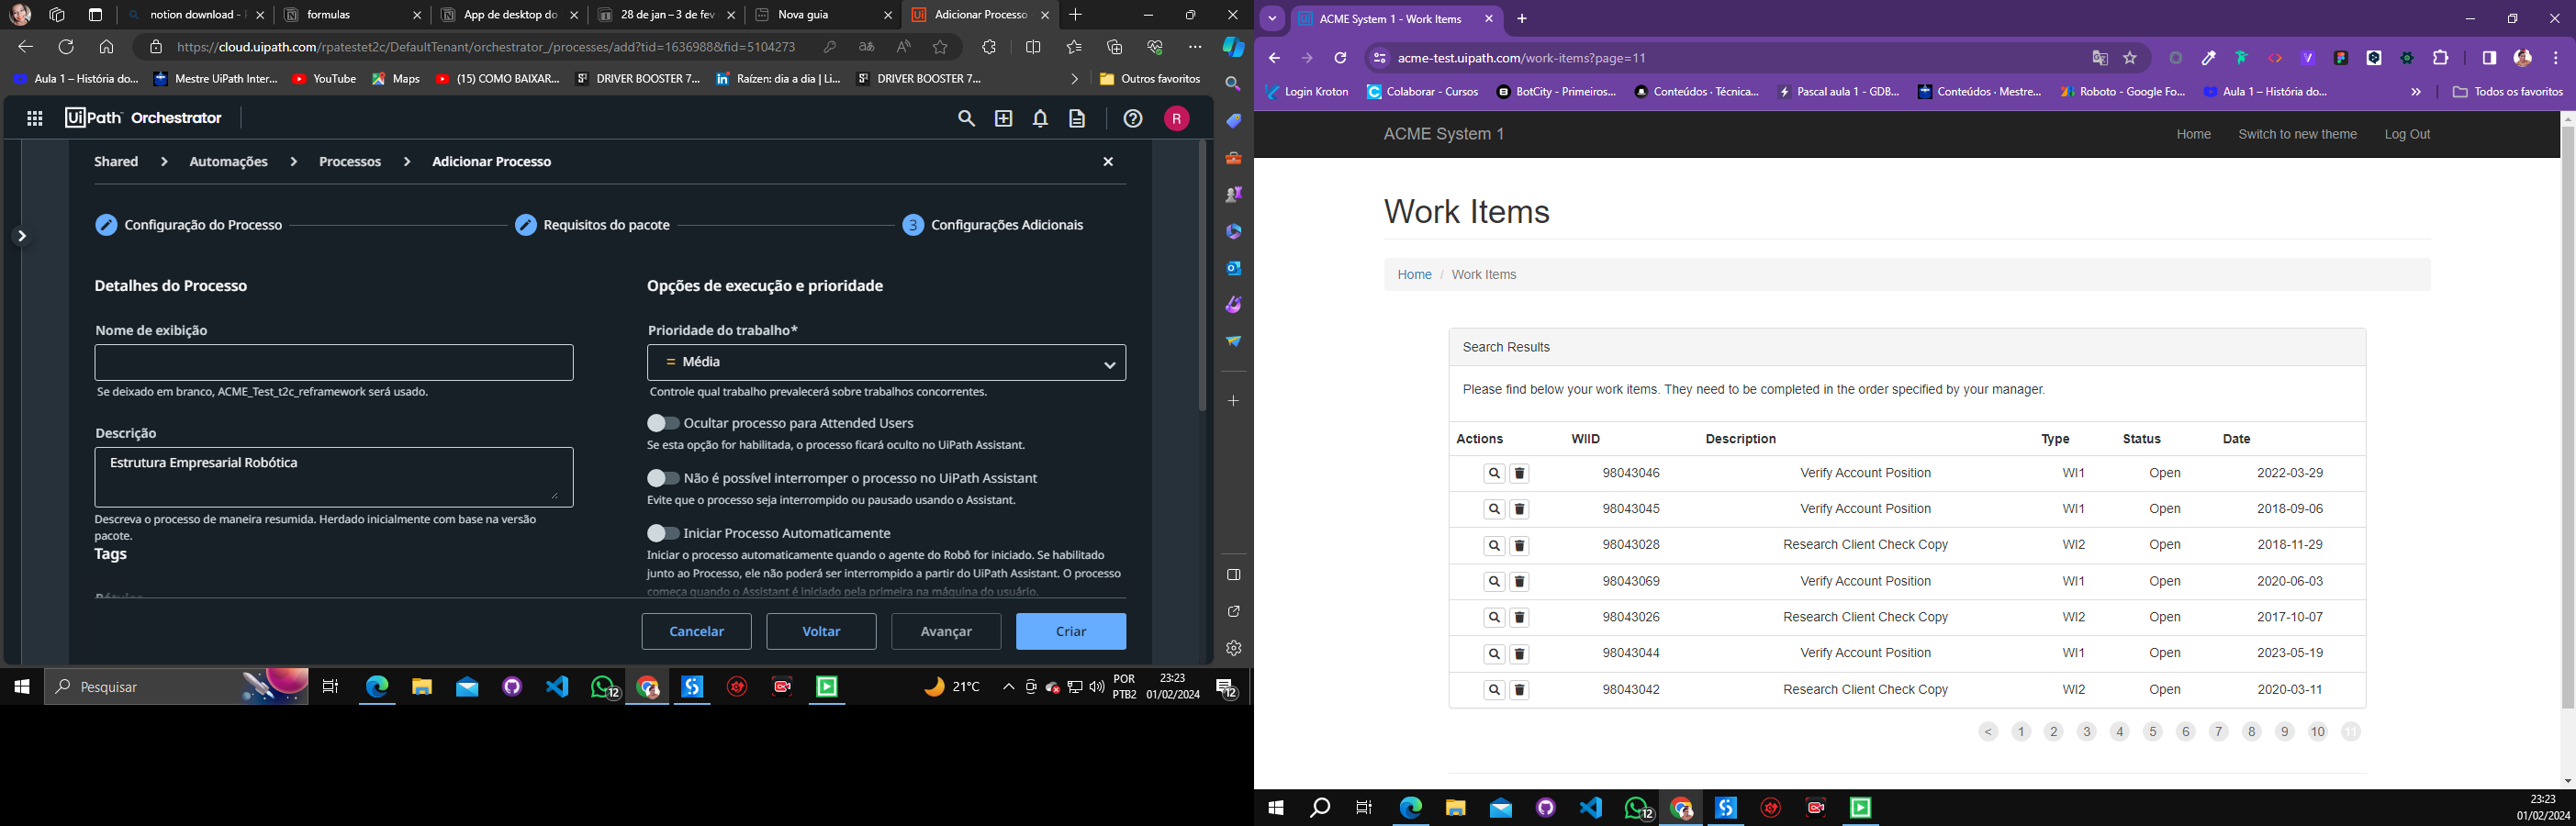 notion download - F
formulas
App de desktop do
28 de jan – 3 de fev
Nova guia
Adicionar Processo
https://cloud.uipath.com/rpatestet2c/DefaultTenant/orchestrator_/processes/add?tid=1636988&fid=5104273
Aula 1 – História do...
Mestre UiPath Inter...
YouTube
Maps
(15) COMO BAIXAR...
DRIVER BOOSTER 7...
Raízen: dia a dia | Li...
DRIVER BOOSTER 7...
Outros favoritos
UiPath Orchestrator
R
Shared > Automações > Processos > Adicionar Processo
Configuração do Processo
Requisitos do pacote
3 Configurações Adicionais
Detalhes do Processo
Nome de exibição
Se deixado em branco, ACME_Test_t2c_reframework será usado.
Descrição
Estrutura Empresarial Robótica
Descreva o processo de maneira resumida. Herdado inicialmente com base na versão
pacote.
Tags
Opções de execução e prioridade
Prioridade do trabalho*
= Média
Controle qual trabalho prevalecerá sobre trabalhos concorrentes.
Ocultar processo para Attended Users
Se esta opção for habilitada, o processo ficará oculto no UiPath Assistant.
Não é possível interromper o processo no UiPath Assistant
Evite que o processo seja interrompido ou pausado usando o Assistant.
Iniciar Processo Automaticamente
Iniciar o processo automaticamente quando o agente do Robô for iniciado. Se habilitado
junto ao Processo, ele não poderá ser interrompido a partir do UiPath Assistant. O processo
começa quando o Assistant é iniciado pela primeira na máquina do usuário.
Cancelar
Voltar
Avançar
Criar
Pesquisar
12
21°C
POR
PTB2
23:23
01/02/2024
12
ACME System 1 - Work Items
acme-test.uipath.com/work-items?page=11
Login Kroton
Colaborar - Cursos
BotCity - Primeiros...
Conteúdos · Técnica...
Pascal aula 1 - GDB...
Conteúdos · Mestre...
Roboto - Google Fo...
Aula 1 – História do...
Todos os favoritos
ACME System 1
Home
Switch to new theme
Log Out
Work Items
Home / Work Items
Search Results
Please find below your work items. They need to be completed in the order specified by your manager.
Actions WIID Description Type Status Date
98043046 Verify Account Position WI1 Open 2022-03-29
98043045 Verify Account Position WI1 Open 2018-09-06
98043028 Research Client Check Copy WI2 Open 2018-11-29
98043069 Verify Account Position WI1 Open 2020-06-03
98043026 Research Client Check Copy WI2 Open 2017-10-07
98043044 Verify Account Position WI1 Open 2023-05-19
98043042 Research Client Check Copy WI2 Open 2020-03-11
< 1 2 3 4 5 6 7 8 9 10 11
12
23:23
01/02/2024